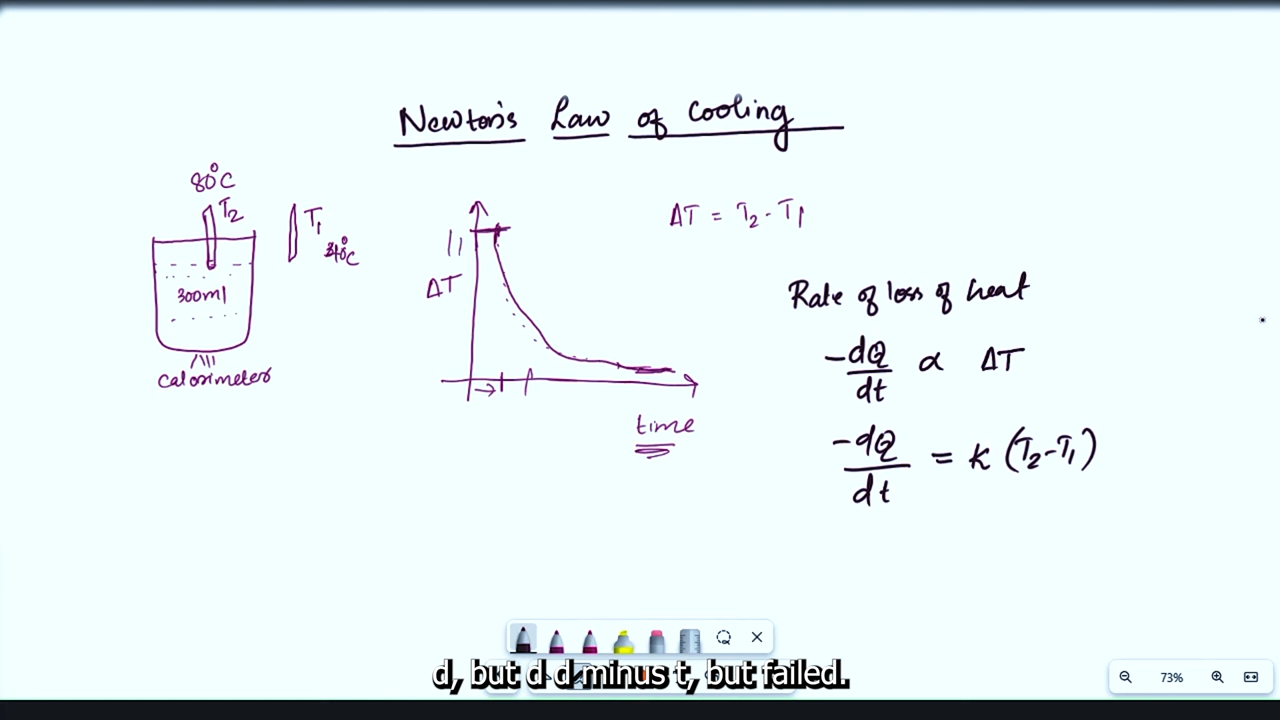 Newton's Law of cooling
80°C
T₂
T₁
300ml
Calorimeter
ΔT
time
ΔT = T₂ - T₁
Rate of loss of heat
-dQ/dt ∝ ΔT
-dQ/dt = K (T₂-T₁)
d, but d d minus t, but failed.
73%